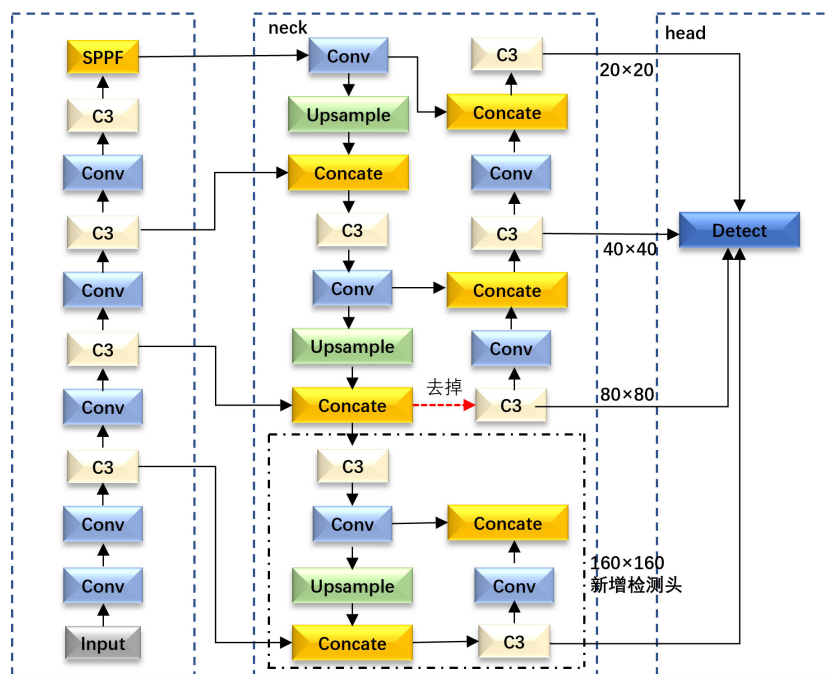 SPPF
C3
Conv
C3
Conv
C3
Conv
C3
Conv
Conv
Input
neck
Conv
Upsample
Concate
C3
Conv
Upsample
Concate
去掉
C3
Conv
Upsample
Concate
C3
Concate
Conv
C3
Concate
Conv
C3
Concate
Conv
C3
head
20×20
40×40
80×80
160×160
新增检测头
Detect